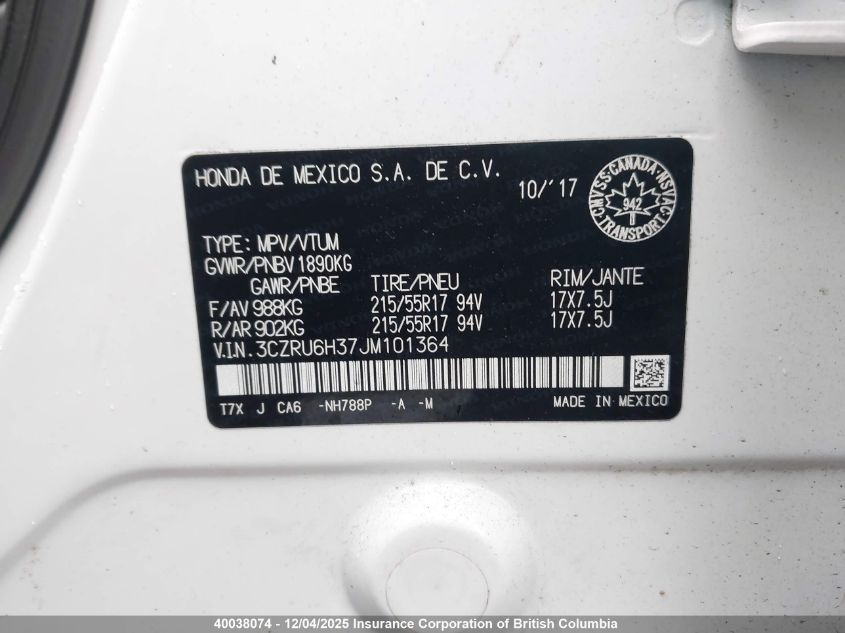 HONDA DE MEXICO S.A. DE C.V.
10/'17
CMVSS·CANADA·NSVAC
942
TRANSPORT
TYPE: MPV/VTUM
GVWR/PNBV 1890KG
GAWR/PNBE TIRE/PNEU RIM/JANTE
F/AV 988KG 215/55R17 94V 17X7.5J
R/AR 902KG 215/55R17 94V 17X7.5J
V.I.N. 3CZRU6H37JM101364
T7X J CA6 -NH788P -A -M MADE IN MEXICO
40038074 - 12/04/2025 Insurance Corporation of British Columbia